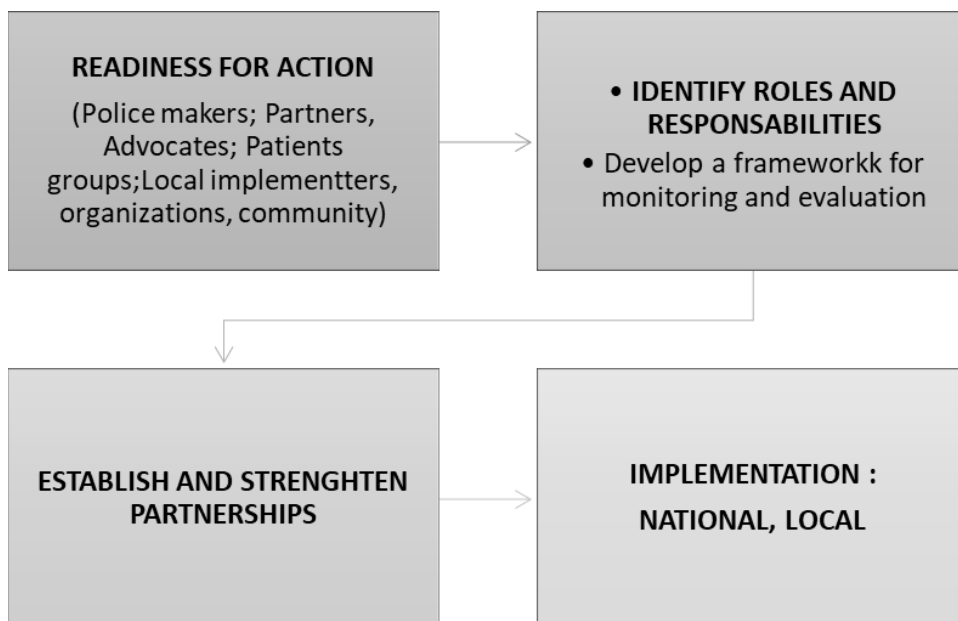 READINESS FOR ACTION
(Police makers; Partners,
Advocates; Patients
groups;Local implementters,
organizations, community)
• IDENTIFY ROLES AND
RESPONSABILITIES
• Develop a frameworkk for
monitoring and evaluation
ESTABLISH AND STRENGHTEN
PARTNERSHIPS
IMPLEMENTATION :
NATIONAL, LOCAL